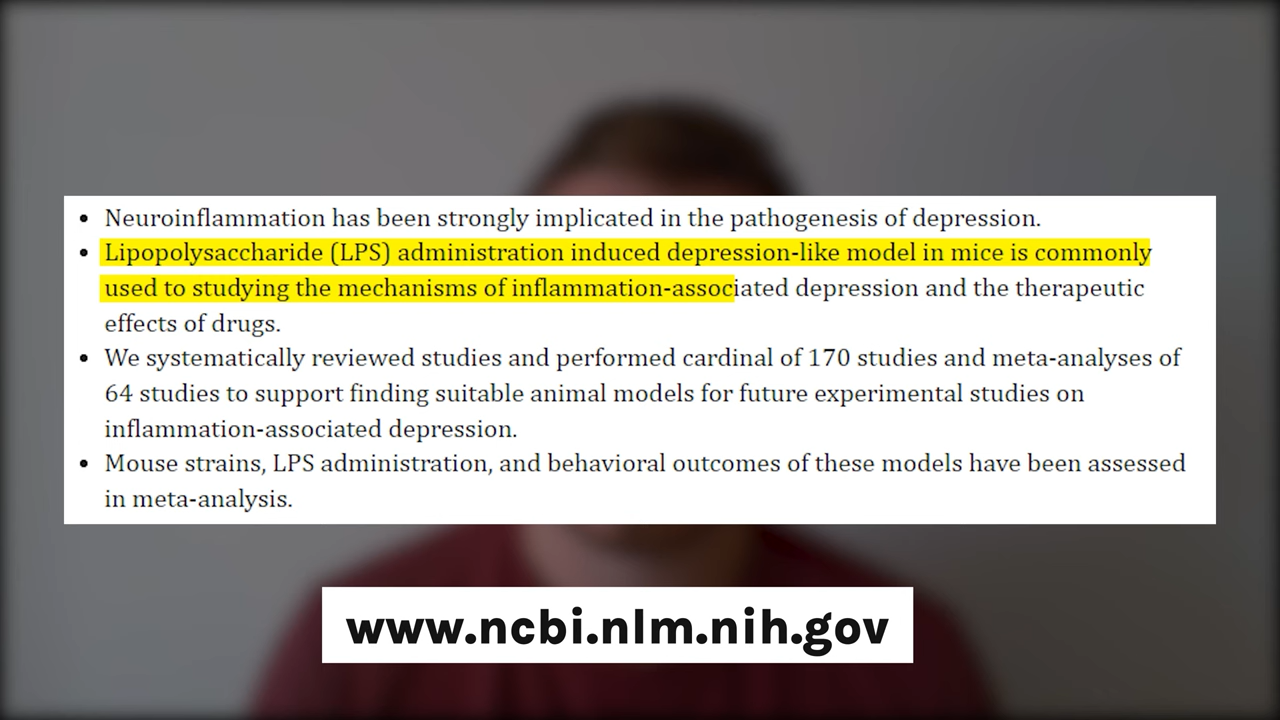 • Neuroinflammation has been strongly implicated in the pathogenesis of depression.
• Lipopolysaccharide (LPS) administration induced depression-like model in mice is commonly
used to studying the mechanisms of inflammation-associated depression and the therapeutic
effects of drugs.
• We systematically reviewed studies and performed cardinal of 170 studies and meta-analyses of
64 studies to support finding suitable animal models for future experimental studies on
inflammation-associated depression.
• Mouse strains, LPS administration, and behavioral outcomes of these models have been assessed
in meta-analysis.
www.ncbi.nlm.nih.gov